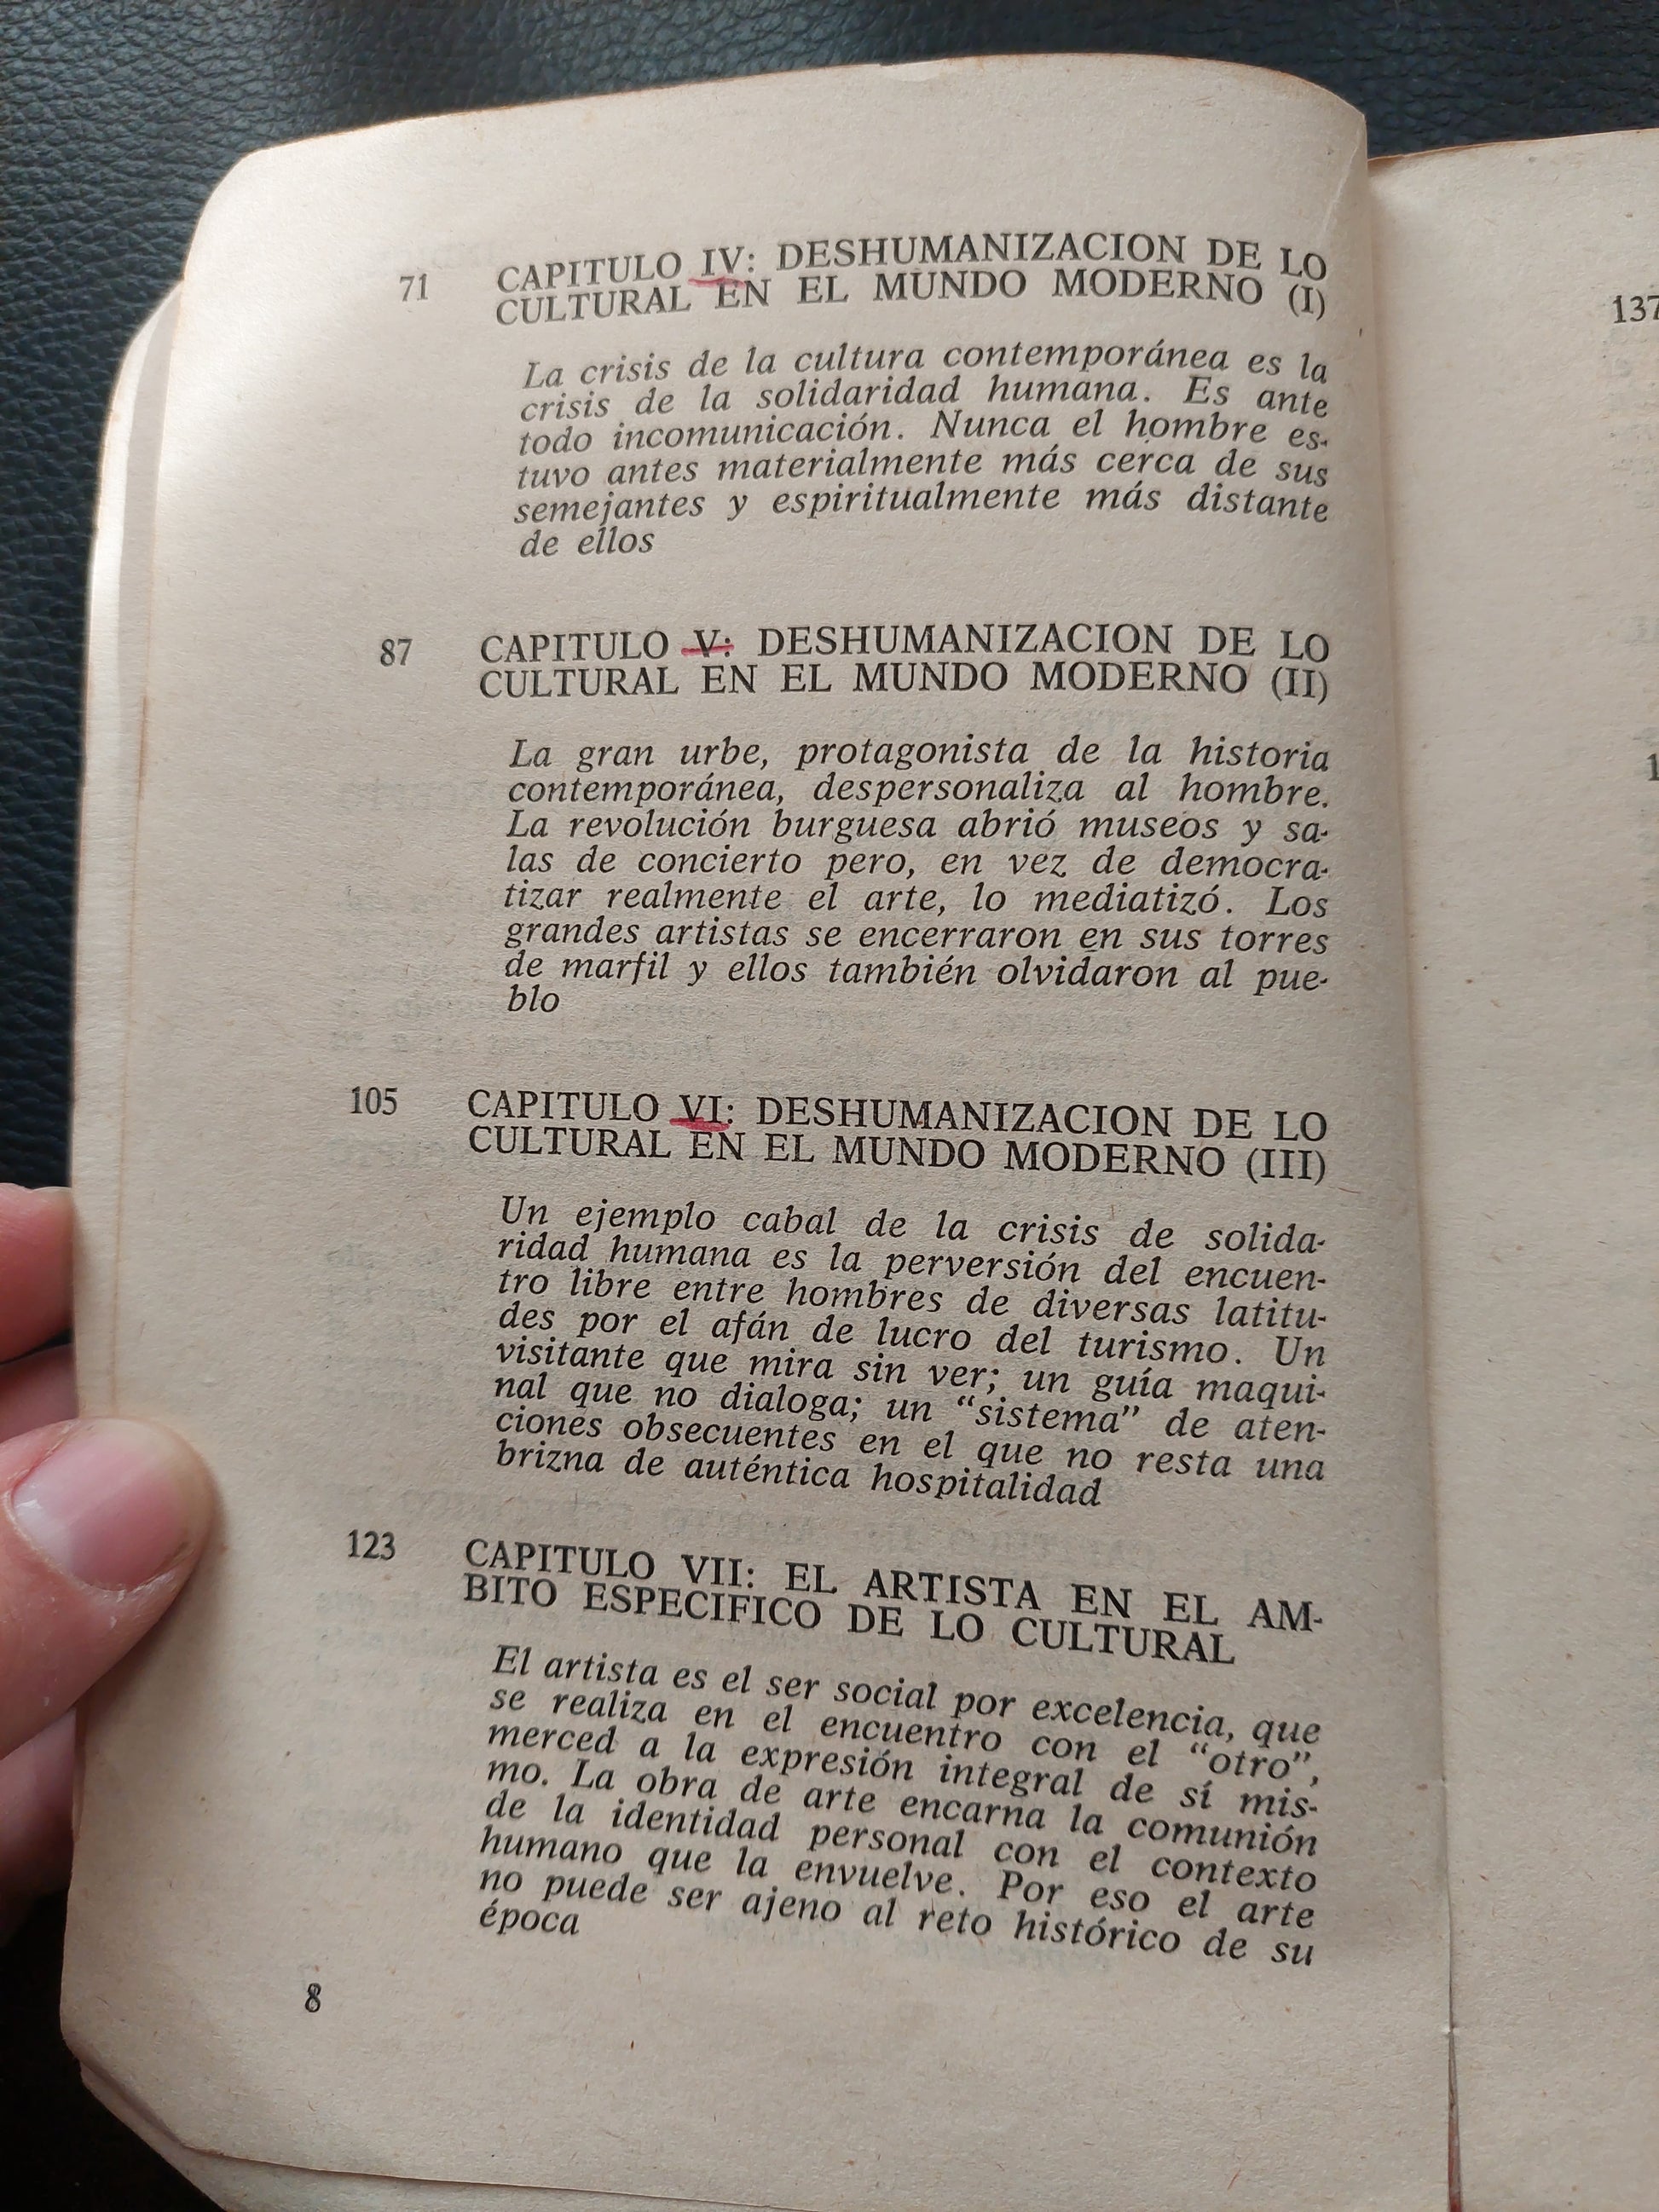 71 CAPITULO IV: DESHUMANIZACION DE LO
CULTURAL EN EL MUNDO MODERNO (I)
La crisis de la cultura contemporánea es la
crisis de la solidaridad humana. Es ante
todo incomunicación. Nunca el hombre es-
tuvo antes materialmente más cerca de sus
semejantes y espiritualmente más distante
de ellos
87 CAPITULO V: DESHUMANIZACION DE LO
CULTURAL EN EL MUNDO MODERNO (II)
La gran urbe, protagonista de la historia
contemporánea, despersonaliza al hombre.
La revolución burguesa abrió museos y sa-
las de concierto pero, en vez de democra-
tizar realmente el arte, lo mediatizó. Los
grandes artistas se encerraron en sus torres
de marfil y ellos también olvidaron al pue-
blo
105 CAPITULO VI: DESHUMANIZACION DE LO
CULTURAL EN EL MUNDO MODERNO (III)
Un ejemplo cabal de la crisis de solida-
ridad humana es la perversión del encuen-
tro libre entre hombres de diversas latitu-
des por el afán de lucro del turismo. Un
visitante que mira sin ver; un guía maqui-
nal que no dialoga; un “sistema” de aten-
ciones obsecuentes en el que no resta una
brizna de auténtica hospitalidad
123 CAPITULO VII: EL ARTISTA EN EL AM-
BITO ESPECIFICO DE LO CULTURAL
El artista es el ser social por excelencia, que
se realiza en el encuentro con el “otro”,
merced a la expresión integral de sí mis-
mo. La obra de arte encarna la comunión
de la identidad personal con el contexto
humano que la envuelve. Por eso el arte
no puede ser ajeno al reto histórico de su
época
8
137